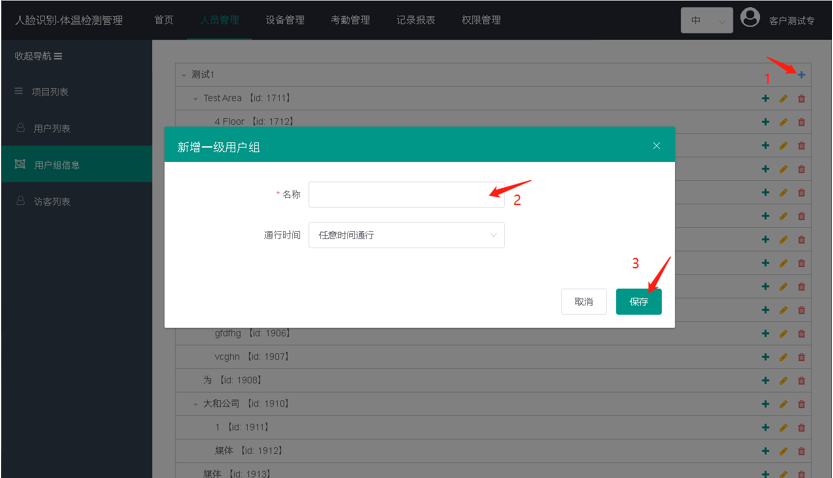 人脸识别-体温检测管理 首页 人员管理 设备管理 考勤管理 记录报表 权限管理 中 客户测试专
收起导航
项目列表
用户列表
用户组信息
访客列表
测试1
1
Test Area 【id: 1711】
4 Floor 【id: 1712】
新增一级用户组
* 名称
2
通行时间 任意时间通行
3
取消 保存
gfdfhg 【id: 1906】
vcghn 【id: 1907】
为 【id: 1908】
大和公司 【id: 1910】
1 【id: 1911】
媒体 【id: 1912】
媒体 【id: 1913】